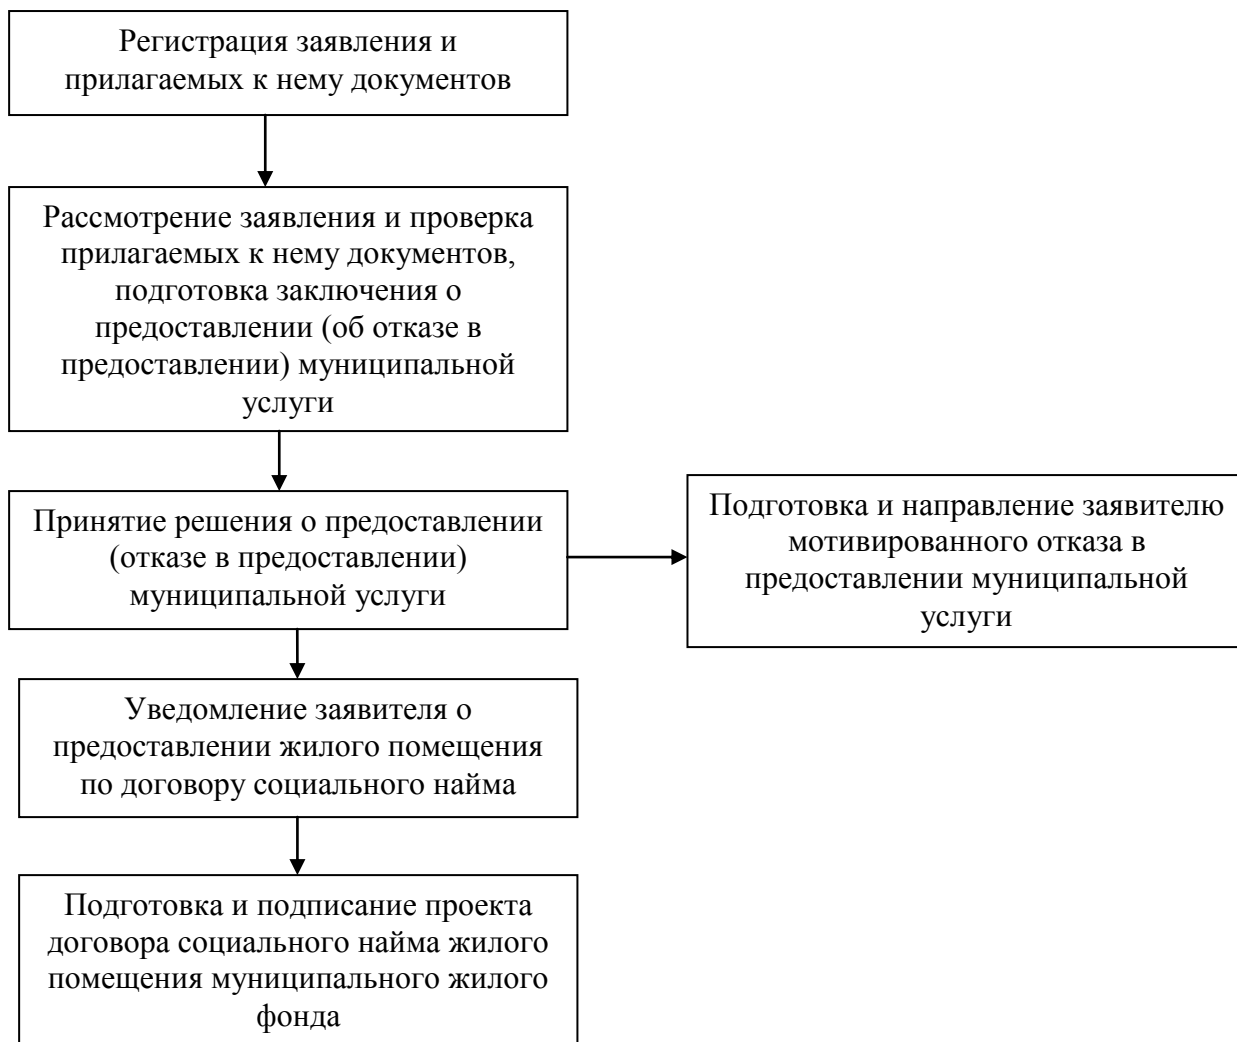 Регистрация заявления и
прилагаемых к нему документов
Рассмотрение заявления и проверка
прилагаемых к нему документов,
подготовка заключения о
предоставлении (об отказе в
предоставлении) муниципальной
услуги
Принятие решения о предоставлении
(отказе в предоставлении)
муниципальной услуги
Подготовка и направление заявителю
мотивированного отказа в
предоставлении муниципальной
услуги
Уведомление заявителя о
предоставлении жилого помещения
по договору социального найма
Подготовка и подписание проекта
договора социального найма жилого
помещения муниципального жилого
фонда